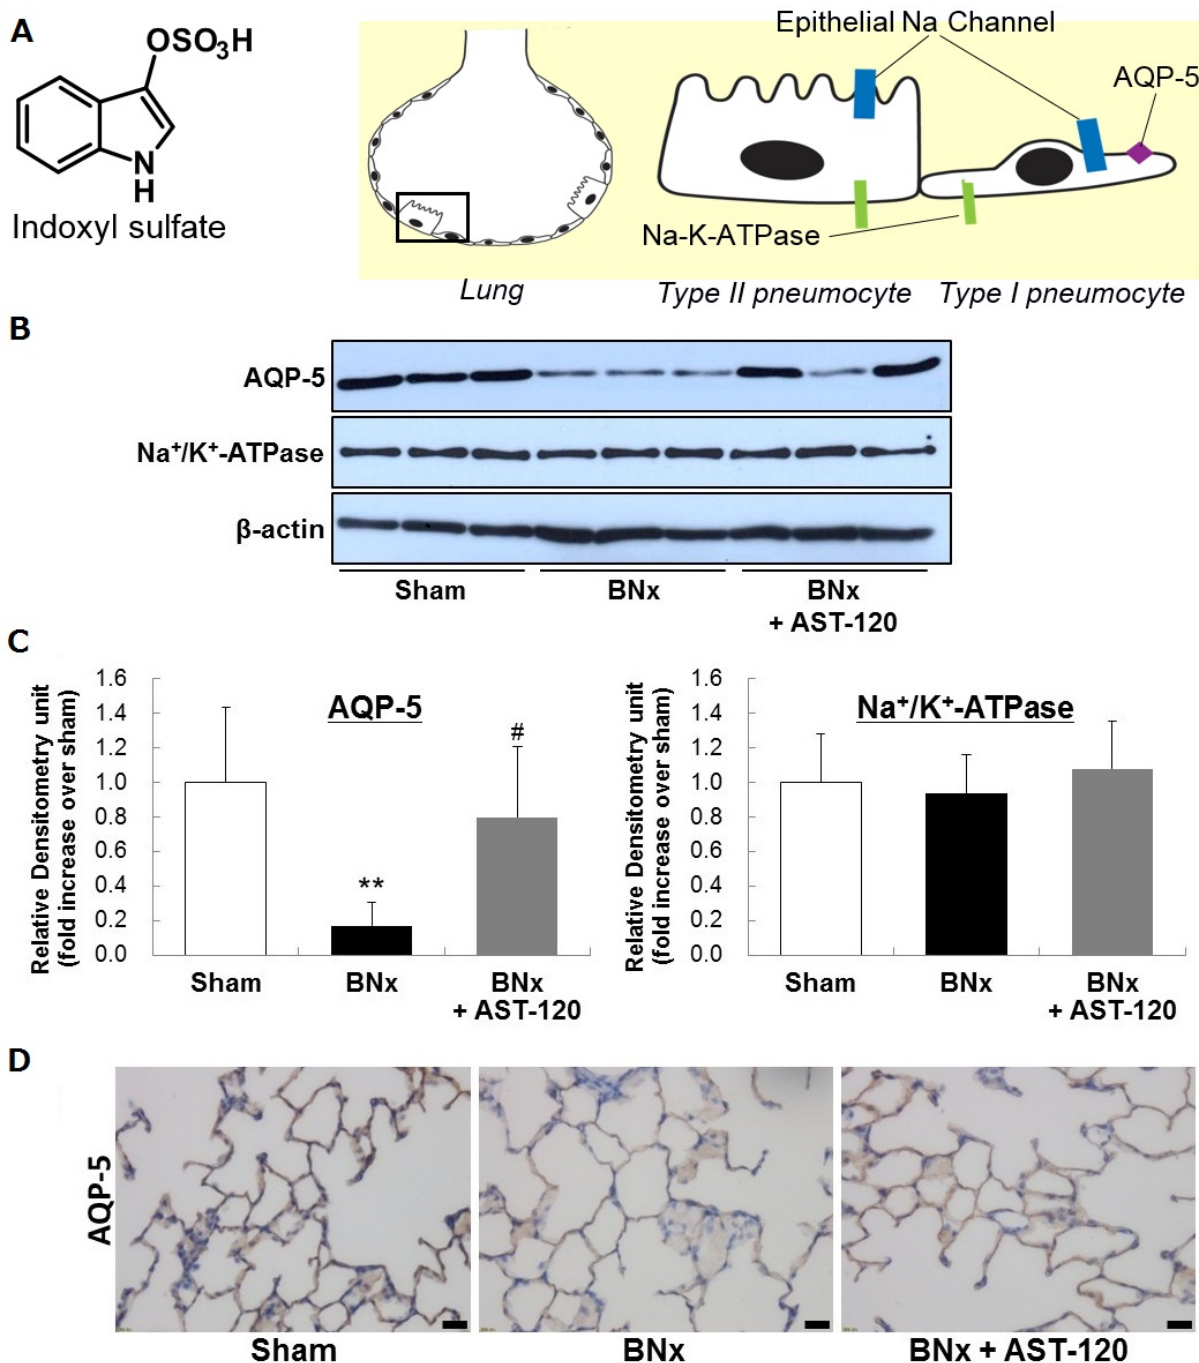 A
OSO₃H
N
H
Indoxyl sulfate
Epithelial Na Channel
AQP-5
Na-K-ATPase
Lung
Type II pneumocyte
Type I pneumocyte
B
AQP-5
Na⁺/K⁺-ATPase
β-actin
Sham
BNx
BNx
+ AST-120
C
Relative Densitometry unit
(fold increase over sham)
AQP-5
1.6
1.4
1.2
1.0
0.8
0.6
0.4
0.2
0.0
**
#
Sham
BNx
BNx
+ AST-120
Relative Densitometry unit
(fold increase over sham)
Na⁺/K⁺-ATPase
1.6
1.4
1.2
1.0
0.8
0.6
0.4
0.2
0.0
Sham
BNx
BNx
+ AST-120
D
AQP-5
Sham
BNx
BNx + AST-120